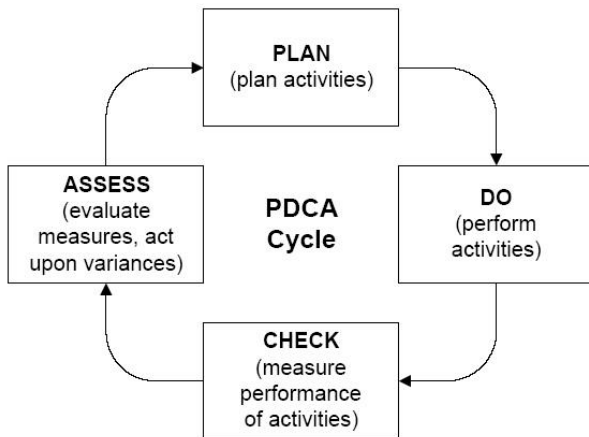 PLAN
(plan activities)
DO
(perform
activities)
CHECK
(measure
performance
of activities)
ASSESS
(evaluate
measures, act
upon variances)
PDCA
Cycle